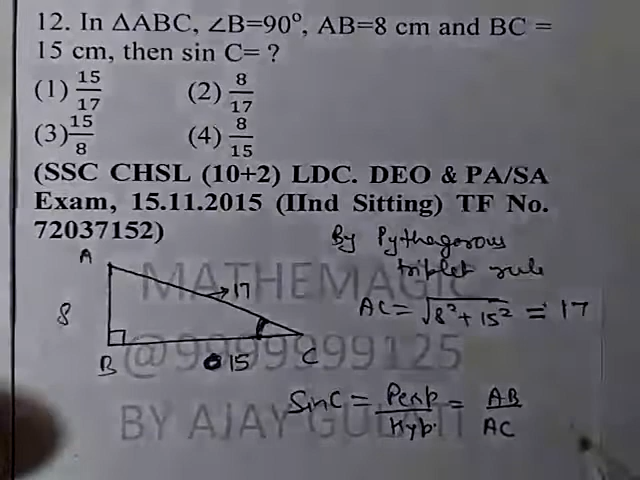 12. In ΔABC, ∠B=90°, AB=8 cm and BC =
15 cm, then sin C= ?
(1) 15/17 (2) 8/17
(3) 15/8 (4) 8/15
(SSC CHSL (10+2) LDC. DEO & PA/SA
Exam, 15.11.2015 (IInd Sitting) TF No.
72037152)
By Pythagorous
triplet rule
A
17
8
AC = √8²+15² = 17
B
15
C
Sin C = Perp/Hyp. = AB/AC
MATHEMAGIC
@9999999125
BY AJAY GULATI